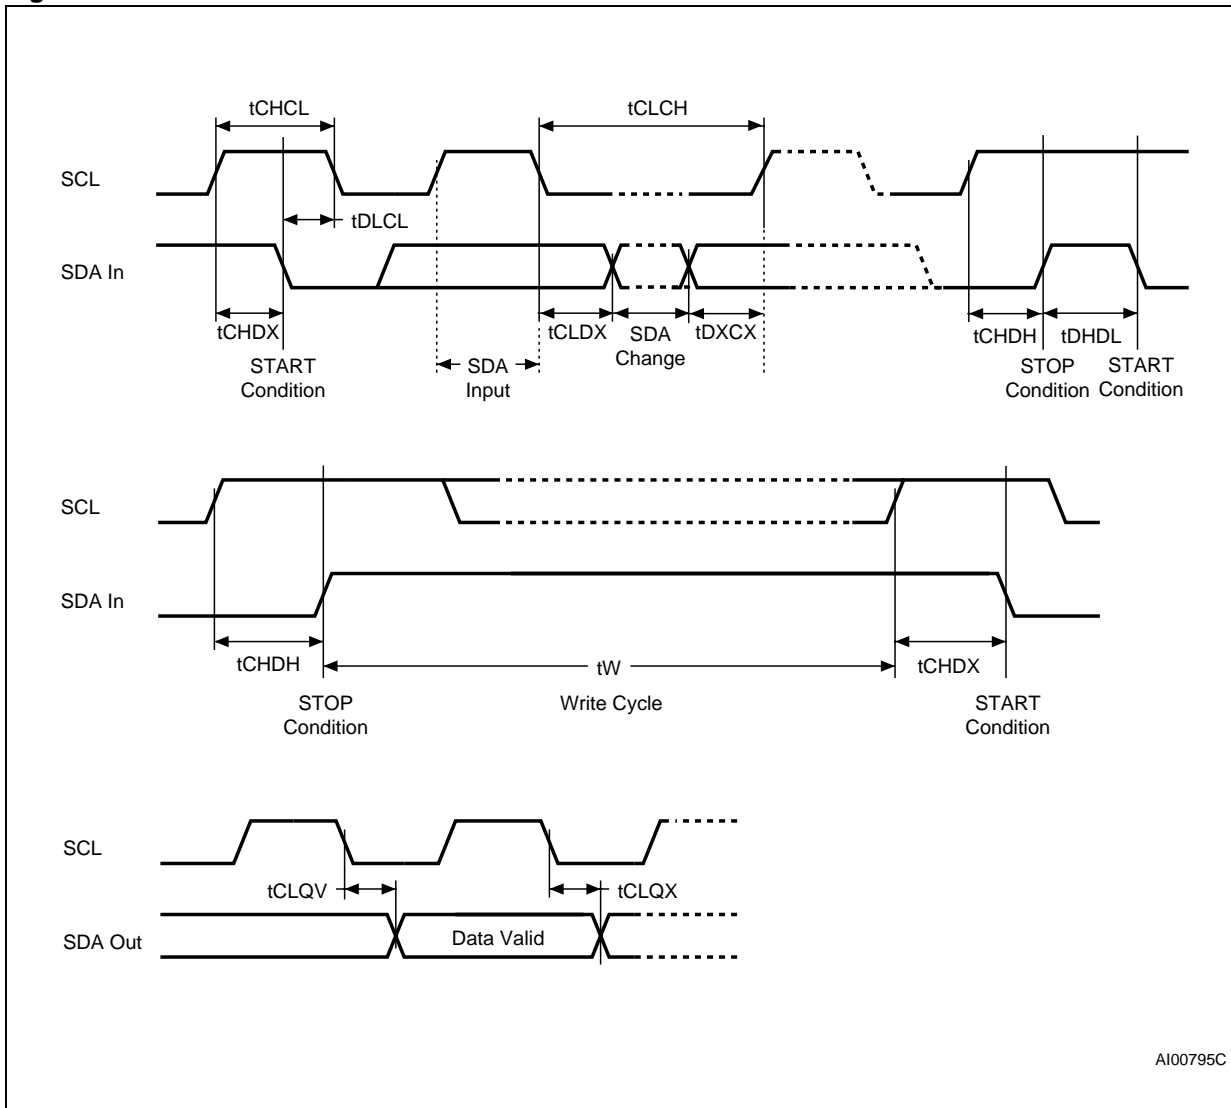 tCHCL
tCLCH
SCL
tDLCL
SDA In
tCHDX
tCLDX
SDA
Change
tDXCX
tCHDH
tDHDL
START
Condition
SDA
Input
STOP
Condition
START
Condition
SCL
SDA In
tCHDH
tW
tCHDX
STOP
Condition
Write Cycle
START
Condition
SCL
tCLQV
tCLQX
SDA Out
Data Valid
AI00795C